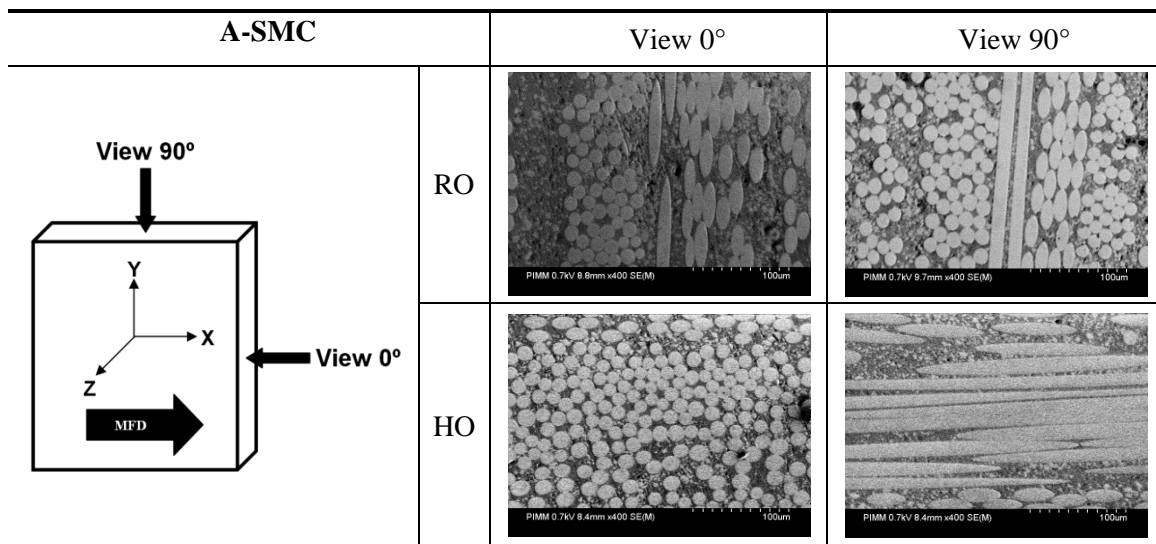 A-SMC
View 0°
View 90°
View 90º
Y
X
Z
View 0º
MFD
RO
PIMM 0.7kV 8.8mm x400 SE(M)
100um
PIMM 0.7kV 9.7mm x400 SE(M)
100um
HO
PIMM 0.7kV 8.4mm x400 SE(M)
100um
PIMM 0.7kV 8.4mm x400 SE(M)
100um